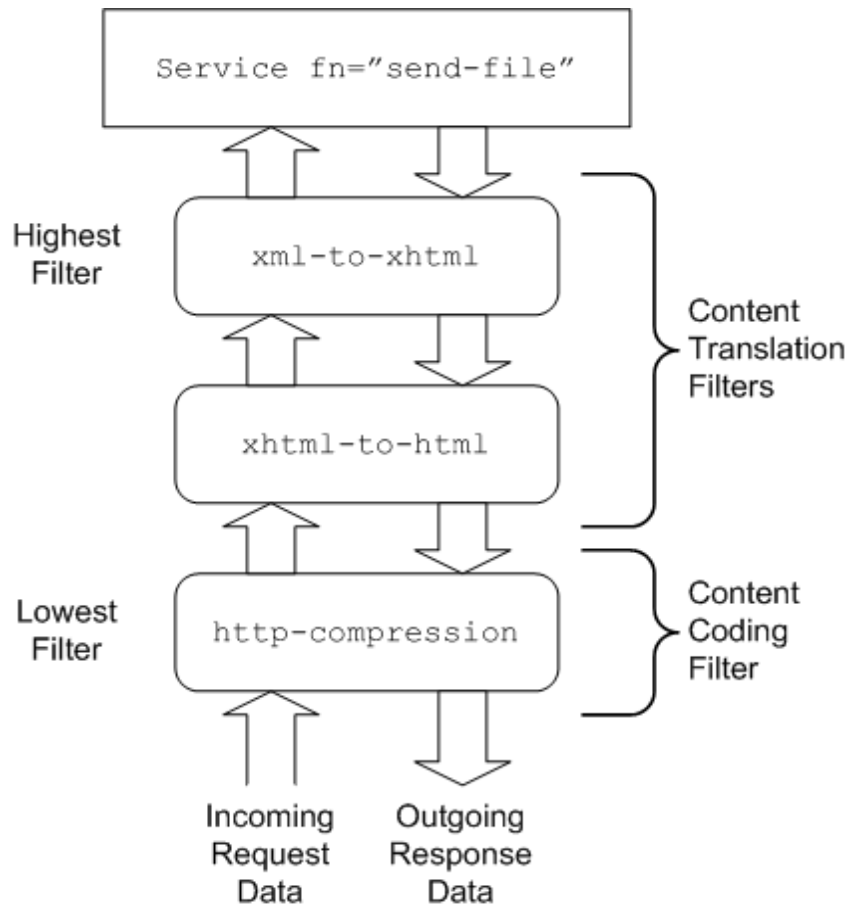 Service fn=”send-file”
Highest
Filter
xml-to-xhtml
Content
Translation
Filters
xhtml-to-html
Lowest
Filter
http-compression
Content
Coding
Filter
Incoming
Request
Data
Outgoing
Response
Data